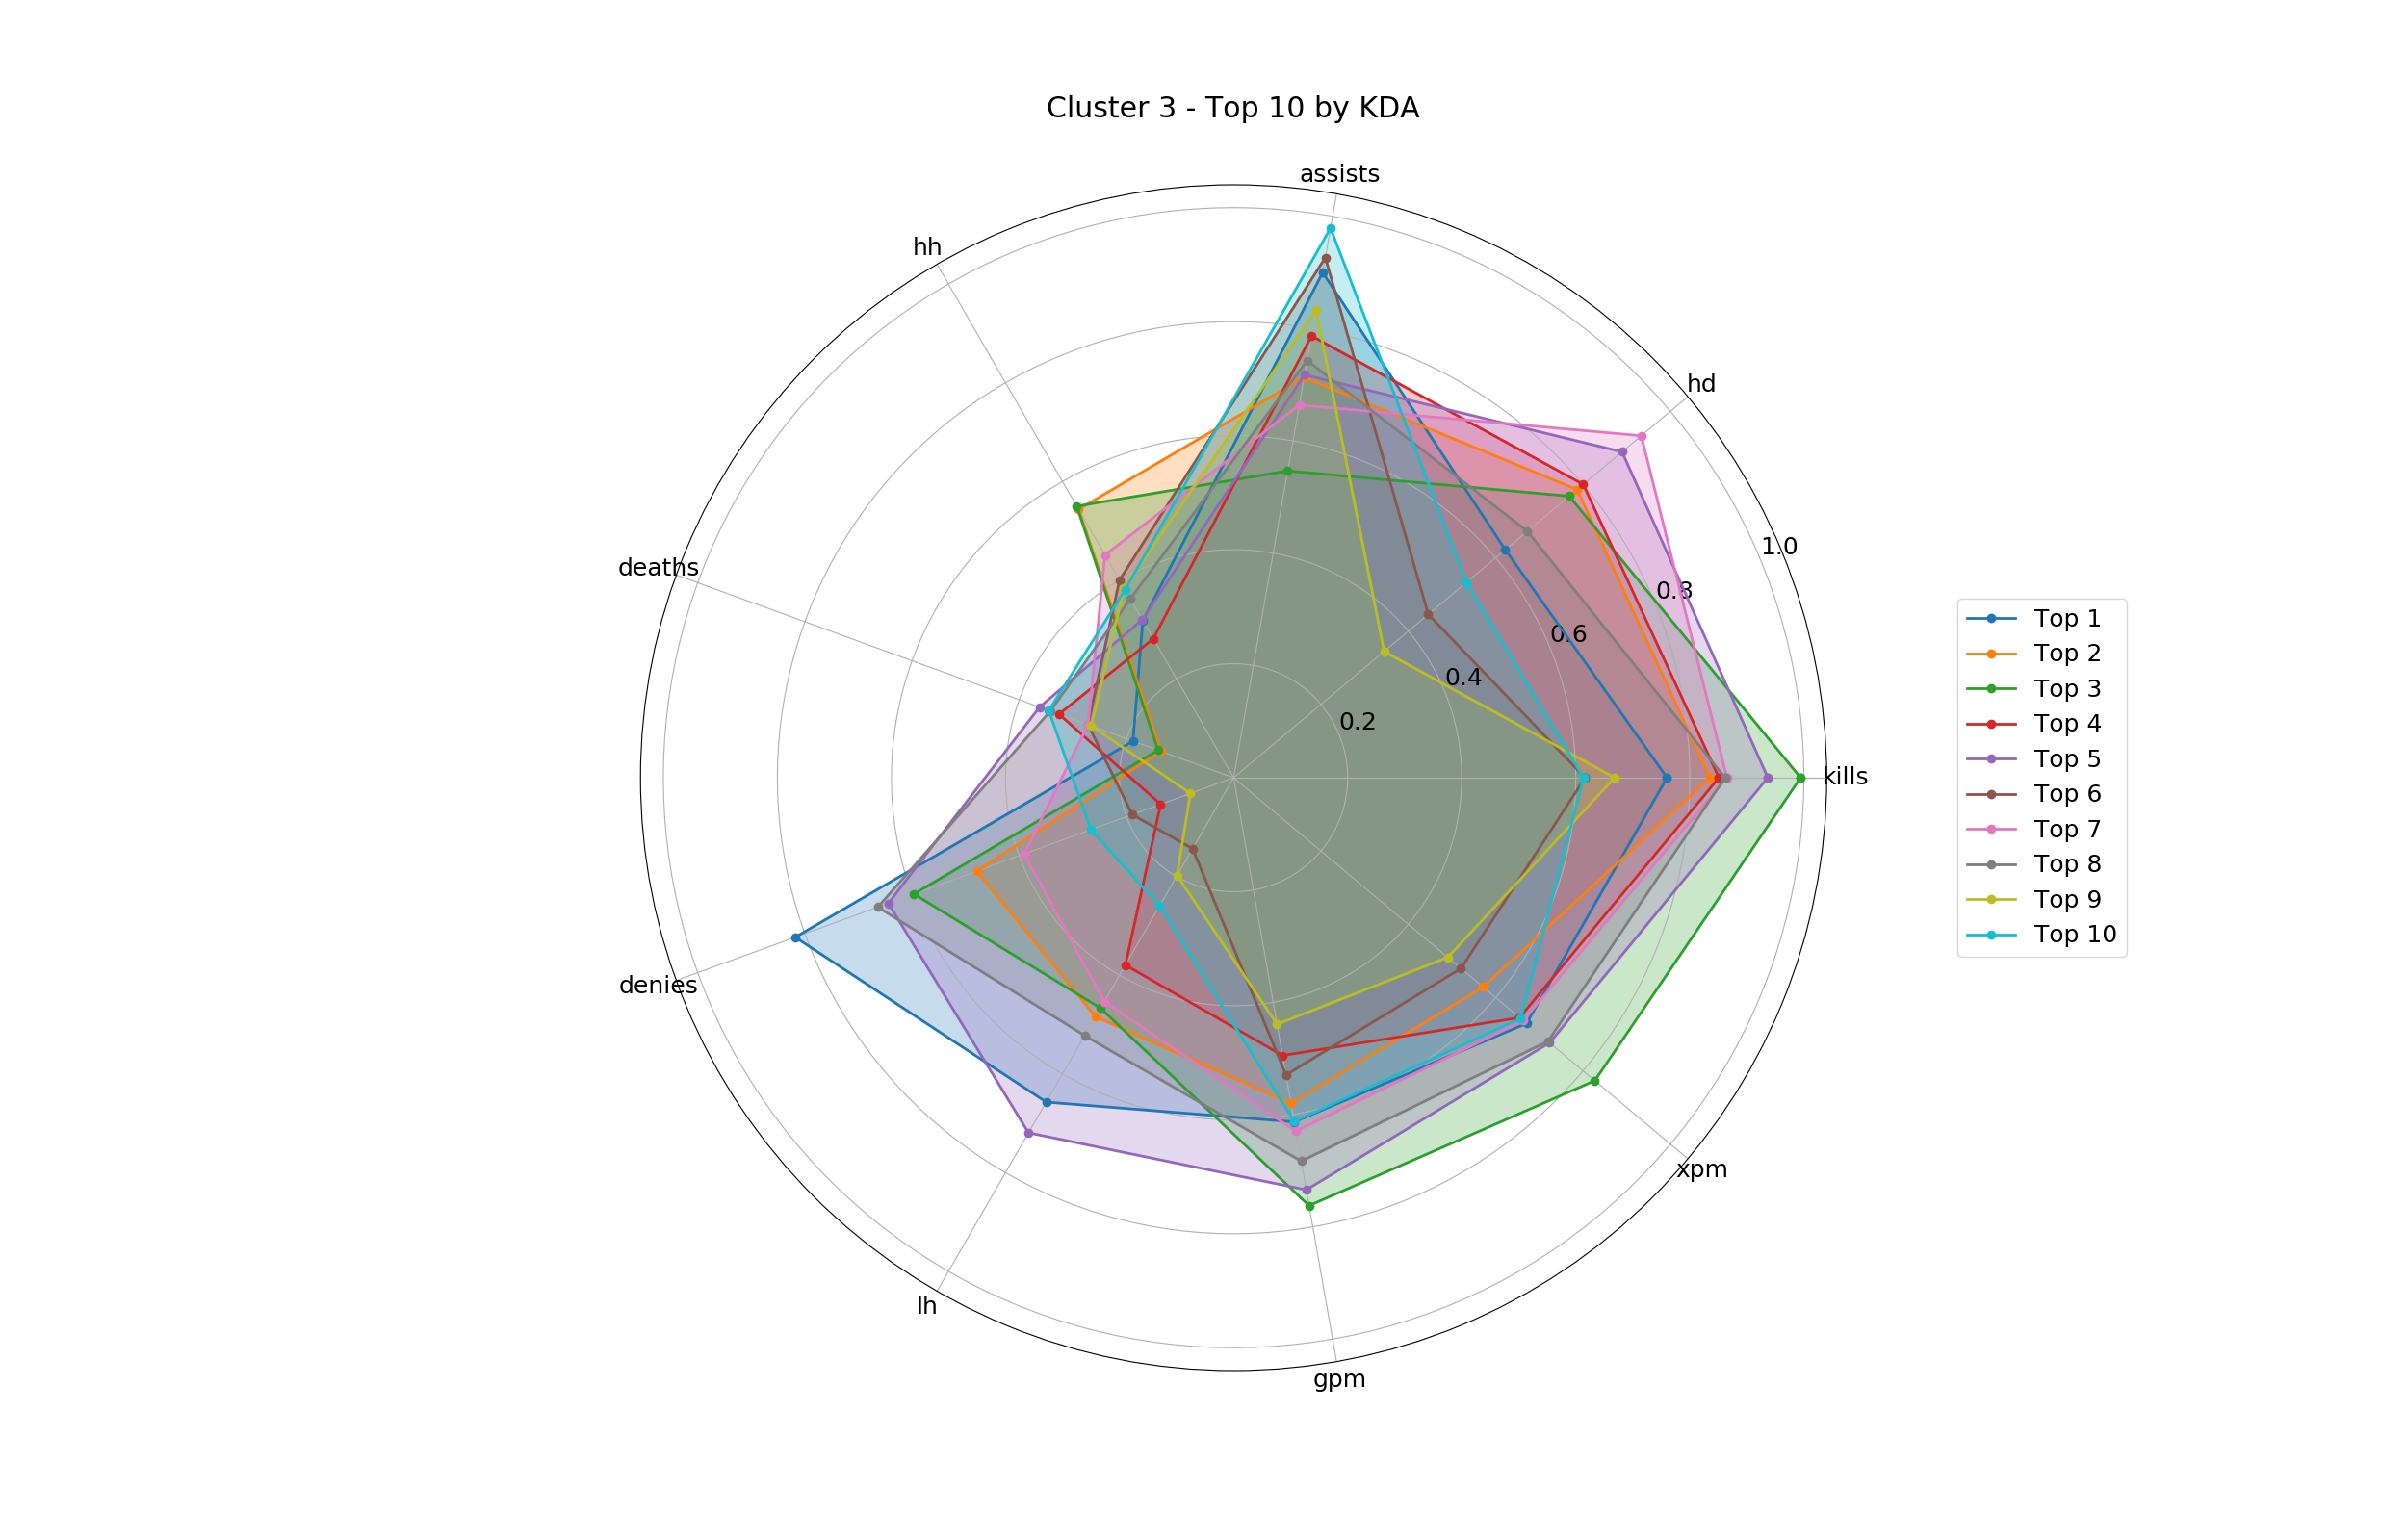 Cluster 3 - Top 10 by KDA
assists
hh
hd
deaths
1.0
0.8
0.6
0.4
0.2
kills
denies
xpm
lh
gpm
Top 1
Top 2
Top 3
Top 4
Top 5
Top 6
Top 7
Top 8
Top 9
Top 10